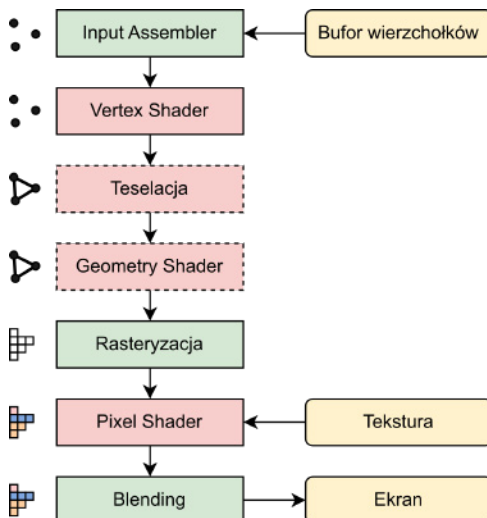 Input Assembler
Bufor wierzchołków
Vertex Shader
Teselacja
Geometry Shader
Rasteryzacja
Pixel Shader
Tekstura
Blending
Ekran